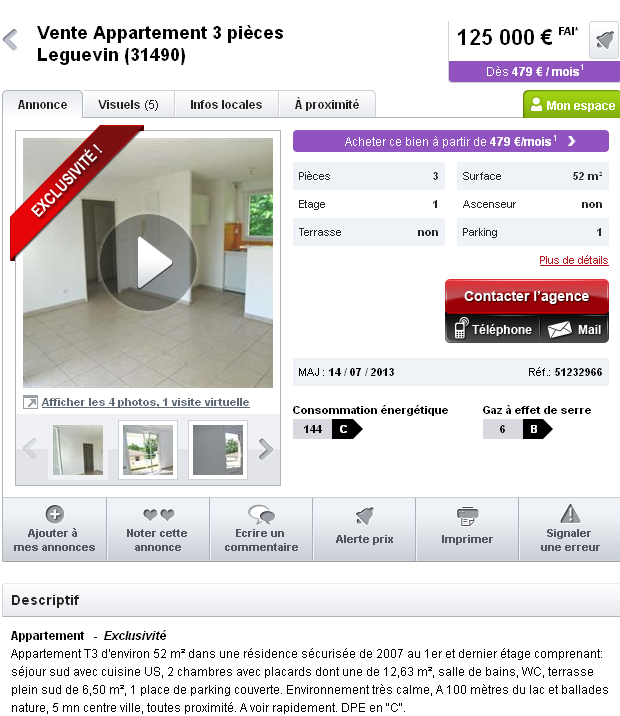 Vente Appartement 3 pièces
Leguevin (31490)
125 000 € FAI*
Dès 479 € / mois 1
Annonce
Visuels (5)
Infos locales
À proximité
Mon espace
EXCLUSIVITÉ !
Acheter ce bien à partir de 479 €/mois 1
Pièces 3
Surface 52 m²
Etage 1
Ascenseur non
Terrasse non
Parking 1
Plus de détails
Contacter l'agence
Téléphone
Mail
Afficher les 4 photos, 1 visite virtuelle
MAJ : 14 / 07 / 2013
Réf.: 51232966
Consommation énergétique
144 C
Gaz à effet de serre
6 B
Ajouter à
mes annonces
Noter cette
annonce
Ecrire un
commentaire
Alerte prix
Imprimer
Signaler
une erreur
Descriptif
Appartement - Exclusivité
Appartement T3 d'environ 52 m² dans une résidence sécurisée de 2007 au 1er et dernier étage comprenant:
séjour sud avec cuisine US, 2 chambres avec placards dont une de 12,63 m², salle de bains, WC, terrasse
plein sud de 6,50 m², 1 place de parking couverte. Environnement très calme, A 100 mètres du lac et ballades
nature, 5 mn centre ville, toutes proximité. A voir rapidement. DPE en "C".